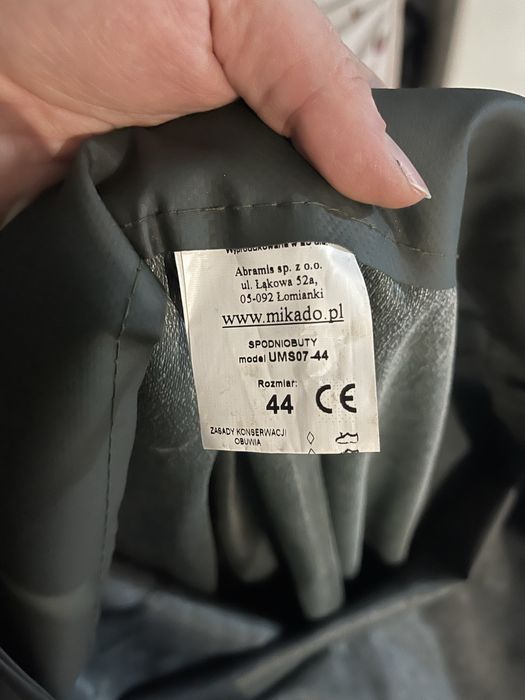 Abramis sp. z o.o.
ul. Łąkowa 52a,
05-092 Łomianki
www.mikado.pl
SPODNIOBUTY
model UMS07-44
Rozmiar:
44 CE
ZASADY KONSERWACJI
OBUWIA